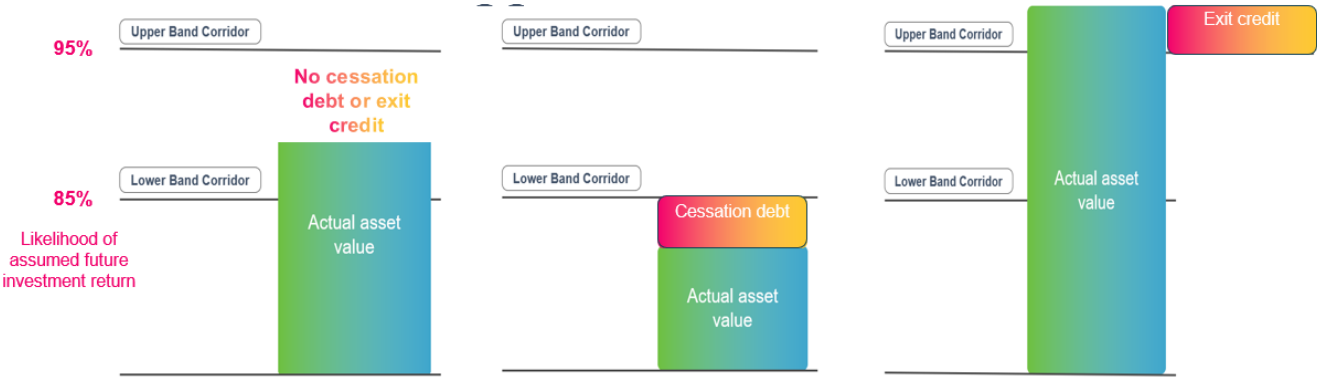 95%
Upper Band Corridor
No cessation
debt or exit
credit
Lower Band Corridor
85%
Likelihood of
assumed future
investment return
Actual asset
value
Upper Band Corridor
Lower Band Corridor
Cessation debt
Actual asset
value
Upper Band Corridor
Exit credit
Lower Band Corridor
Actual asset
value